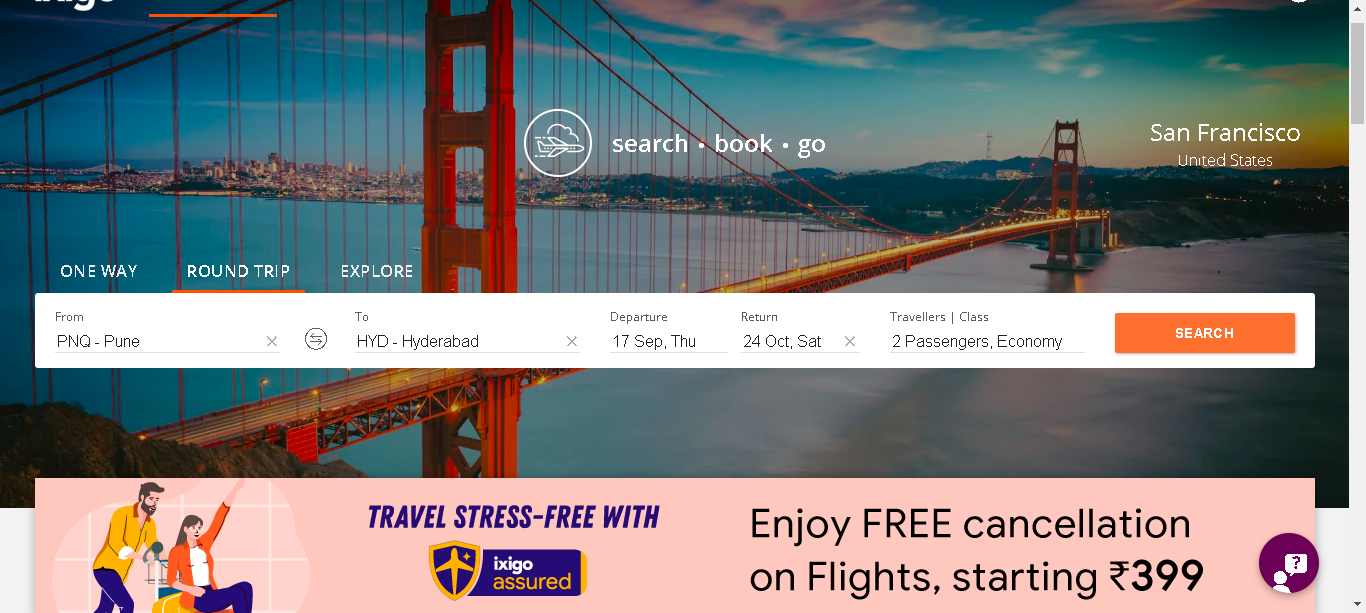 ixigo
search • book • go
San Francisco
United States
ONE WAY
ROUND TRIP
EXPLORE
From
To
Departure
Return
Travellers | Class
PNQ - Pune
HYD - Hyderabad
17 Sep, Thu
24 Oct, Sat
2 Passengers, Economy
SEARCH
TRAVEL STRESS-FREE WITH
ixigo
assured
Enjoy FREE cancellation
on Flights, starting ₹399
?